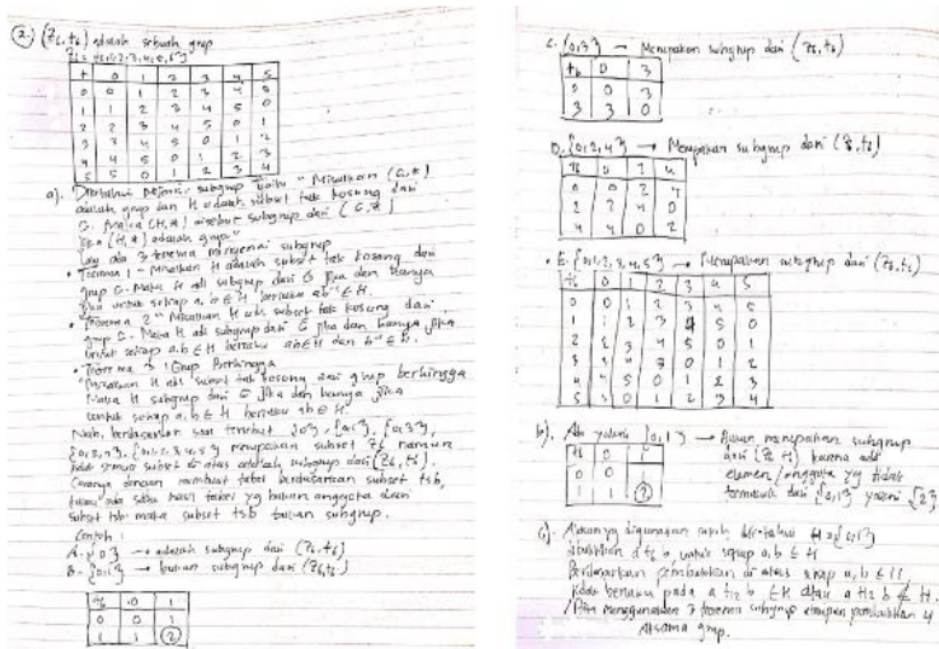 2.) (Z6, +6) adalah sebuah grup
Z6 = {0,1,2,3,4,5}
+ 0 1 2 3 4 5
0 0 1 2 3 4 5
1 1 2 3 4 5 0
2 2 3 4 5 0 1
3 3 4 5 0 1 2
4 4 5 0 1 2 3
5 5 0 1 2 3 4
a). Diketahui subgrup yaitu "Misalkan (G,*)
adalah grup dan H adalah subset tak kosong dari
G. Maka (H,*) disebut subgrup dari (G,*)
jika (H,*) adalah grup"
ada 3 teorema mengenai subgrup
• Teorema 1 "Misalkan H adalah subset tak kosong dari
grup G. Maka H adl subgrup dari G jika dan hanya
jika untuk setiap a, b ∈ H berlaku ab⁻¹ ∈ H.
• Teorema 2 "Misalkan H adl. subset tak kosong dari
grup G. Maka H adl subgrup dari G jika dan hanya jika
untuk setiap a,b ∈ H berlaku ab ∈ H dan b⁻¹ ∈ H.
• Teorema 3 (Grup Berhingga
"Misalkan H adl subset tak kosong dari grup berhingga
Maka H subgrup dari G jika dan hanya jika
untuk setiap a, b ∈ H berlaku ab ∈ H.
Nah, berdasarkan soal tersebut {0}, {0,1}, {0,3},
{0,2,4}, {0,1,2,3,4,5} merupakan subset Z6 namun
tidak semua subset di atas adalah subgrup dari (Z6, +6).
Caranya dengan membuat tabel berdasarkan subset tsb,
ada hasil tabel yg bukan anggota dari
subset tsb maka subset tsb bukan subgrup.
Contoh :
A. {0} → adalah subgrup dari (Z6, +6)
B. {0,1} → bukan subgrup dari (Z6, +6)
+6 0 1
0 0 1
1 1 2
C. {0,3} → Merupakan subgrup dari (Z6, +6)
+6 0 3
0 0 3
3 3 0
D. {0,2,4} → Merupakan subgrup dari (Z6, +6)
+6 0 2 4
0 0 2 4
2 2 4 0
4 4 0 2
E. {0,1,2,3,4,5} → Merupakan subgrup dari (Z6, +6)
+6 0 1 2 3 4 5
0 0 1 2 3 4 5
1 1 2 3 4 5 0
2 2 3 4 5 0 1
3 3 4 5 0 1 2
4 4 5 0 1 2 3
5 5 0 1 2 3 4
b). yakni {0,1} → Bukan merupakan subgrup
dari (Z6 +6) karena ada
elemen/anggota yg tidak
termasuk dari {0,1} yakni {2}
+6 0 1
0 0
1 1 2
c). yg digunakan H = {0,1}
a +6 b, untuk setiap a,b ∈ H
Berdasarkan pembuktian di atas setiap a,b ∈ H,
tidak berlaku pada a +12 b ∈ H atau a +12 b ∉ H.
/ Bisa menggunakan 3 teorema subgrup ataupun pembuktian 4
Aksioma grup.